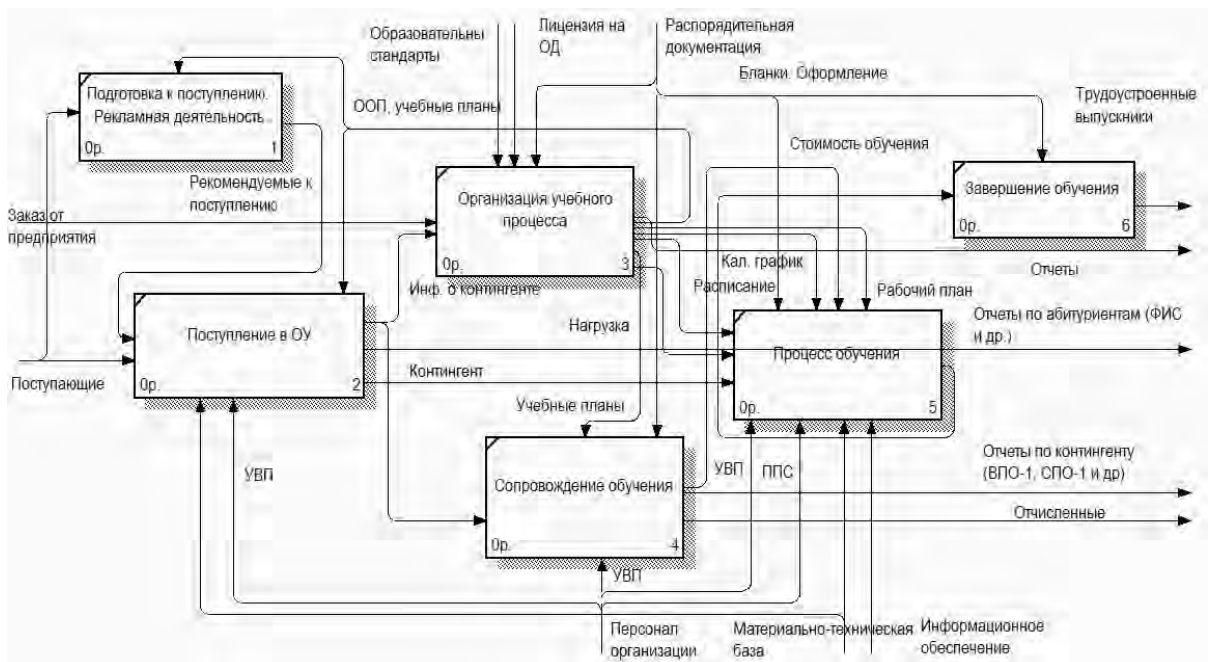 Образовательны
стандарты
Лицензия на
ОД
Распорядительная
документация
Бланки. Оформление
Трудоустроенные
выпускники
Подготовка к поступлению.
Рекламная деятельность
0р. 1
ООП, учебные планы
Стоимость обучения
Рекомендуемые к
поступлению
Организация учебного
процесса
0р. 3
Завершение обучения
0р. 6
Заказ от
предприятия
Отчеты
Кал. график
Расписание
Рабочий план
Инф. о контингенте
Поступление в ОУ
0р. 2
Нагрузка
Отчеты по абитуриентам (ФИС
и др.)
Процесс обучения
0р. 5
Поступающие
Контингент
Учебные планы
Сопровождение обучения
0р. 4
УВП
УВП
ППС
Отчеты по контингенту
(ВПО-1, СПО-1 и др)
Отчисленные
УВП
Персонал
организации
Материально-техническая
база
Информационное
обеспечение